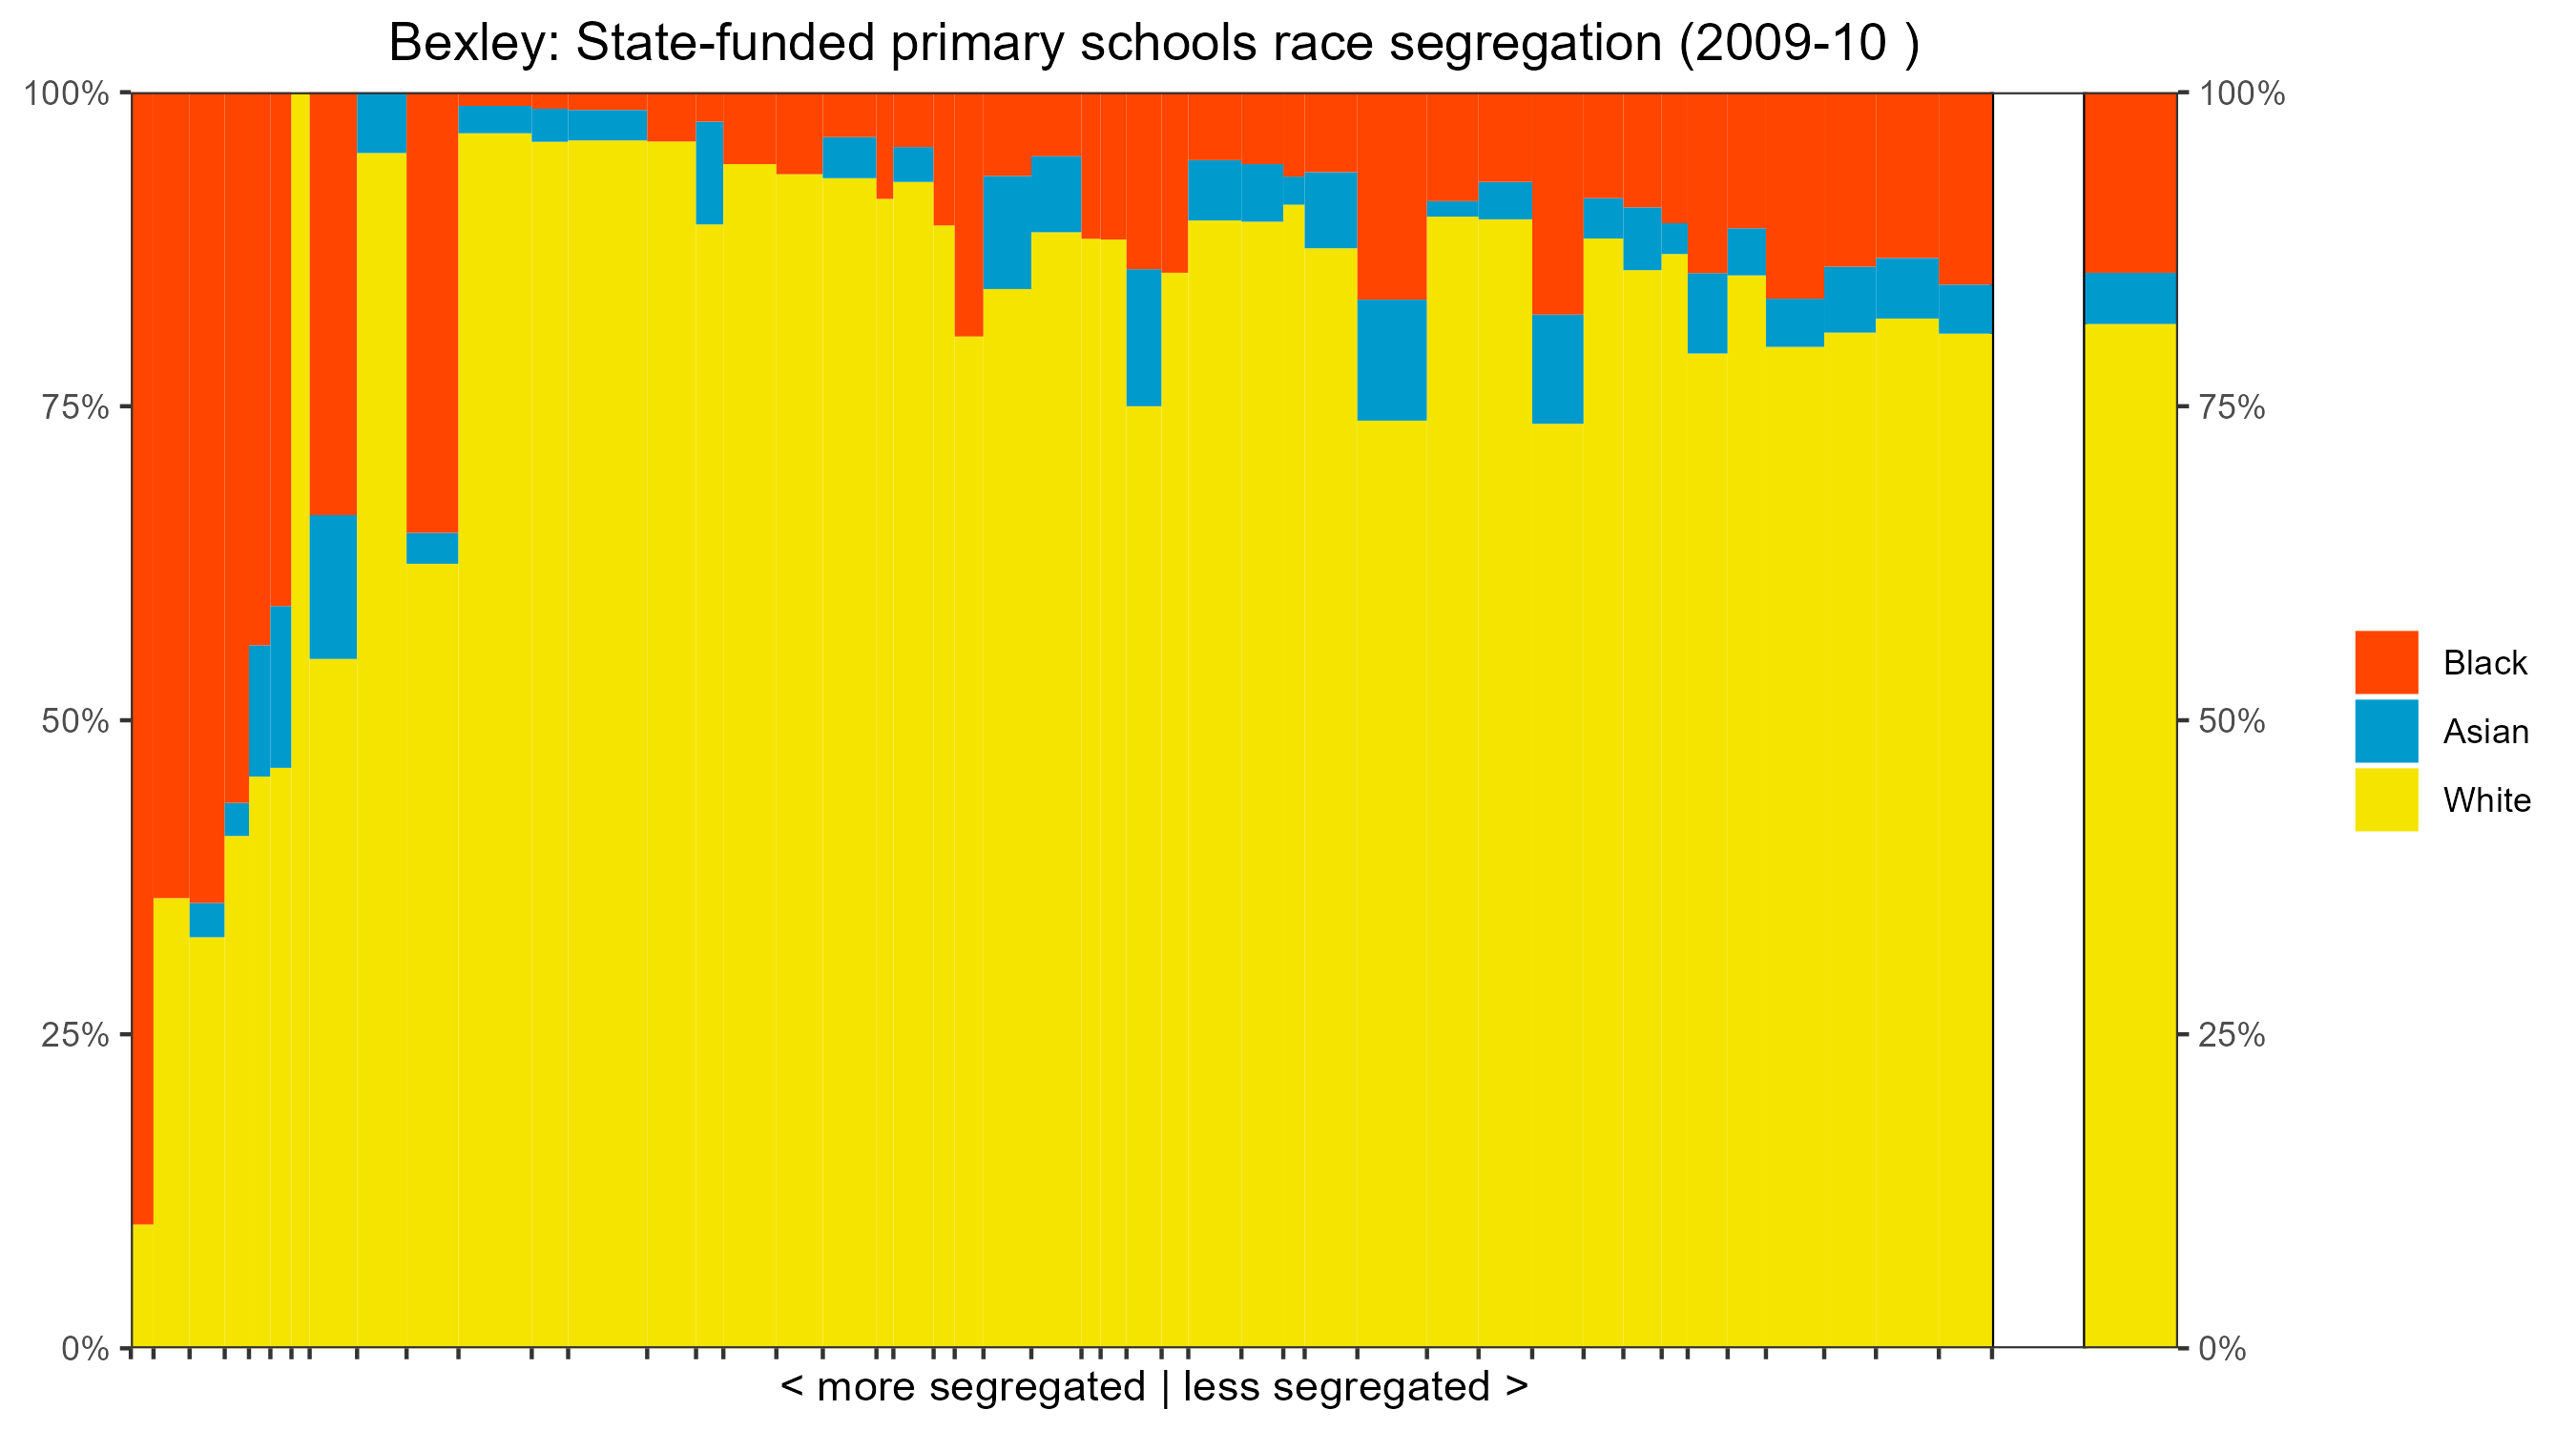 Bexley: State-funded primary schools race segregation (2009-10 )
100%
75%
50%
25%
0%
100%
75%
50%
25%
0%
Black
Asian
White
< more segregated | less segregated >